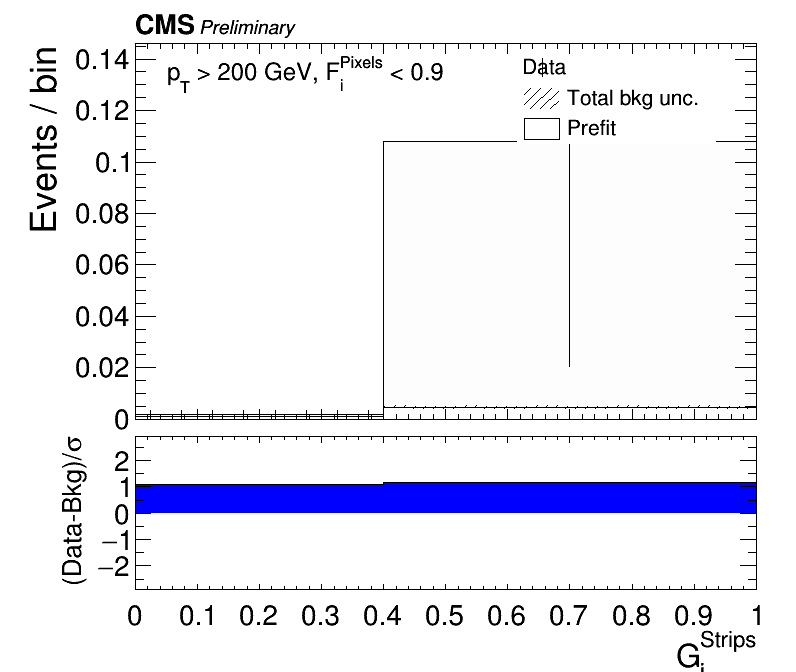 CMS Preliminary
p_T > 200 GeV, F_i^Pixels < 0.9
Data
Total bkg unc.
Prefit
Events / bin
0.14
0.12
0.1
0.08
0.06
0.04
0.02
0
(Data-Bkg)/σ
2
1
0
−1
−2
0 0.1 0.2 0.3 0.4 0.5 0.6 0.7 0.8 0.9 1
G_i^Strips